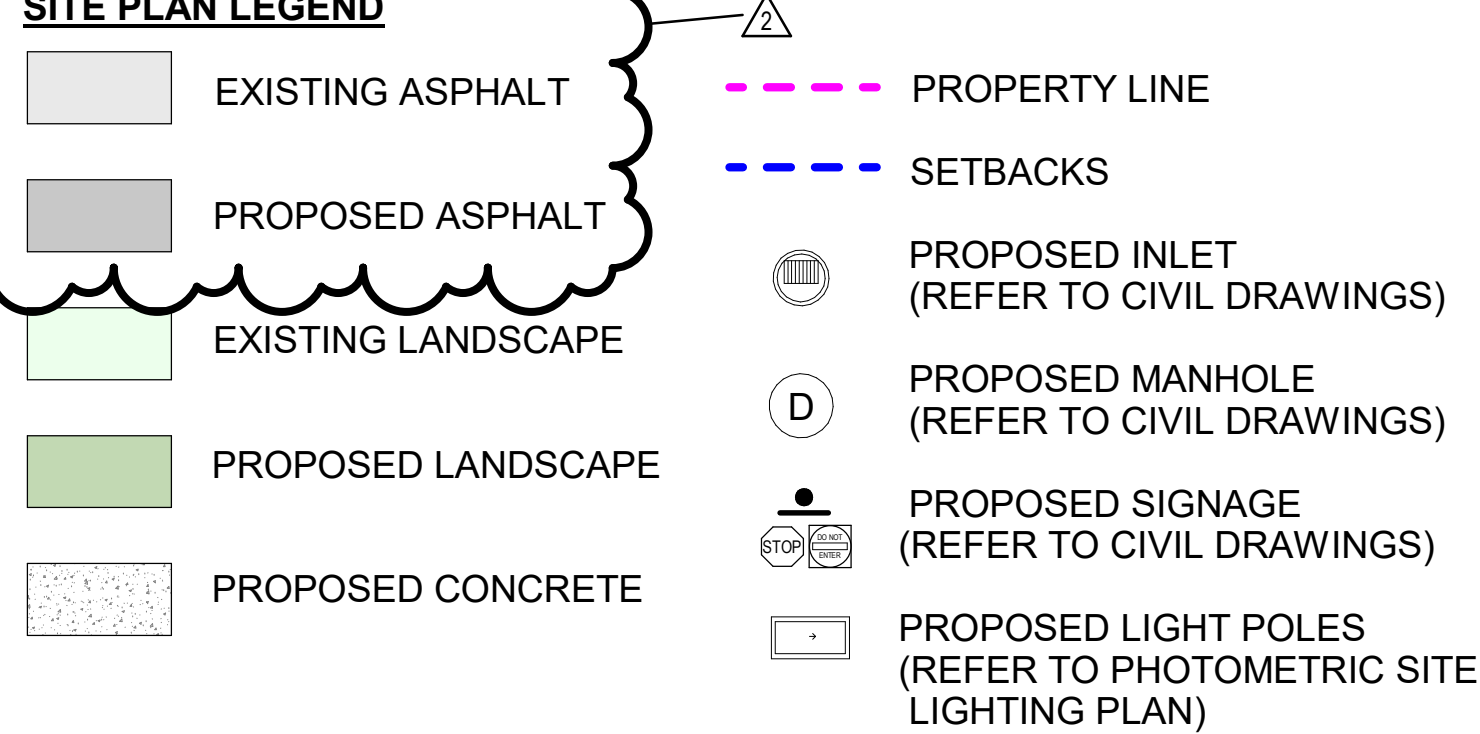 SITE PLAN LEGEND
EXISTING ASPHALT
PROPOSED ASPHALT
EXISTING LANDSCAPE
PROPOSED LANDSCAPE
PROPOSED CONCRETE
2
PROPERTY LINE
SETBACKS
PROPOSED INLET
(REFER TO CIVIL DRAWINGS)
D
PROPOSED MANHOLE
(REFER TO CIVIL DRAWINGS)
PROPOSED SIGNAGE
(REFER TO CIVIL DRAWINGS)
STOP
DO NOT
ENTER
PROPOSED LIGHT POLES
(REFER TO PHOTOMETRIC SITE
LIGHTING PLAN)